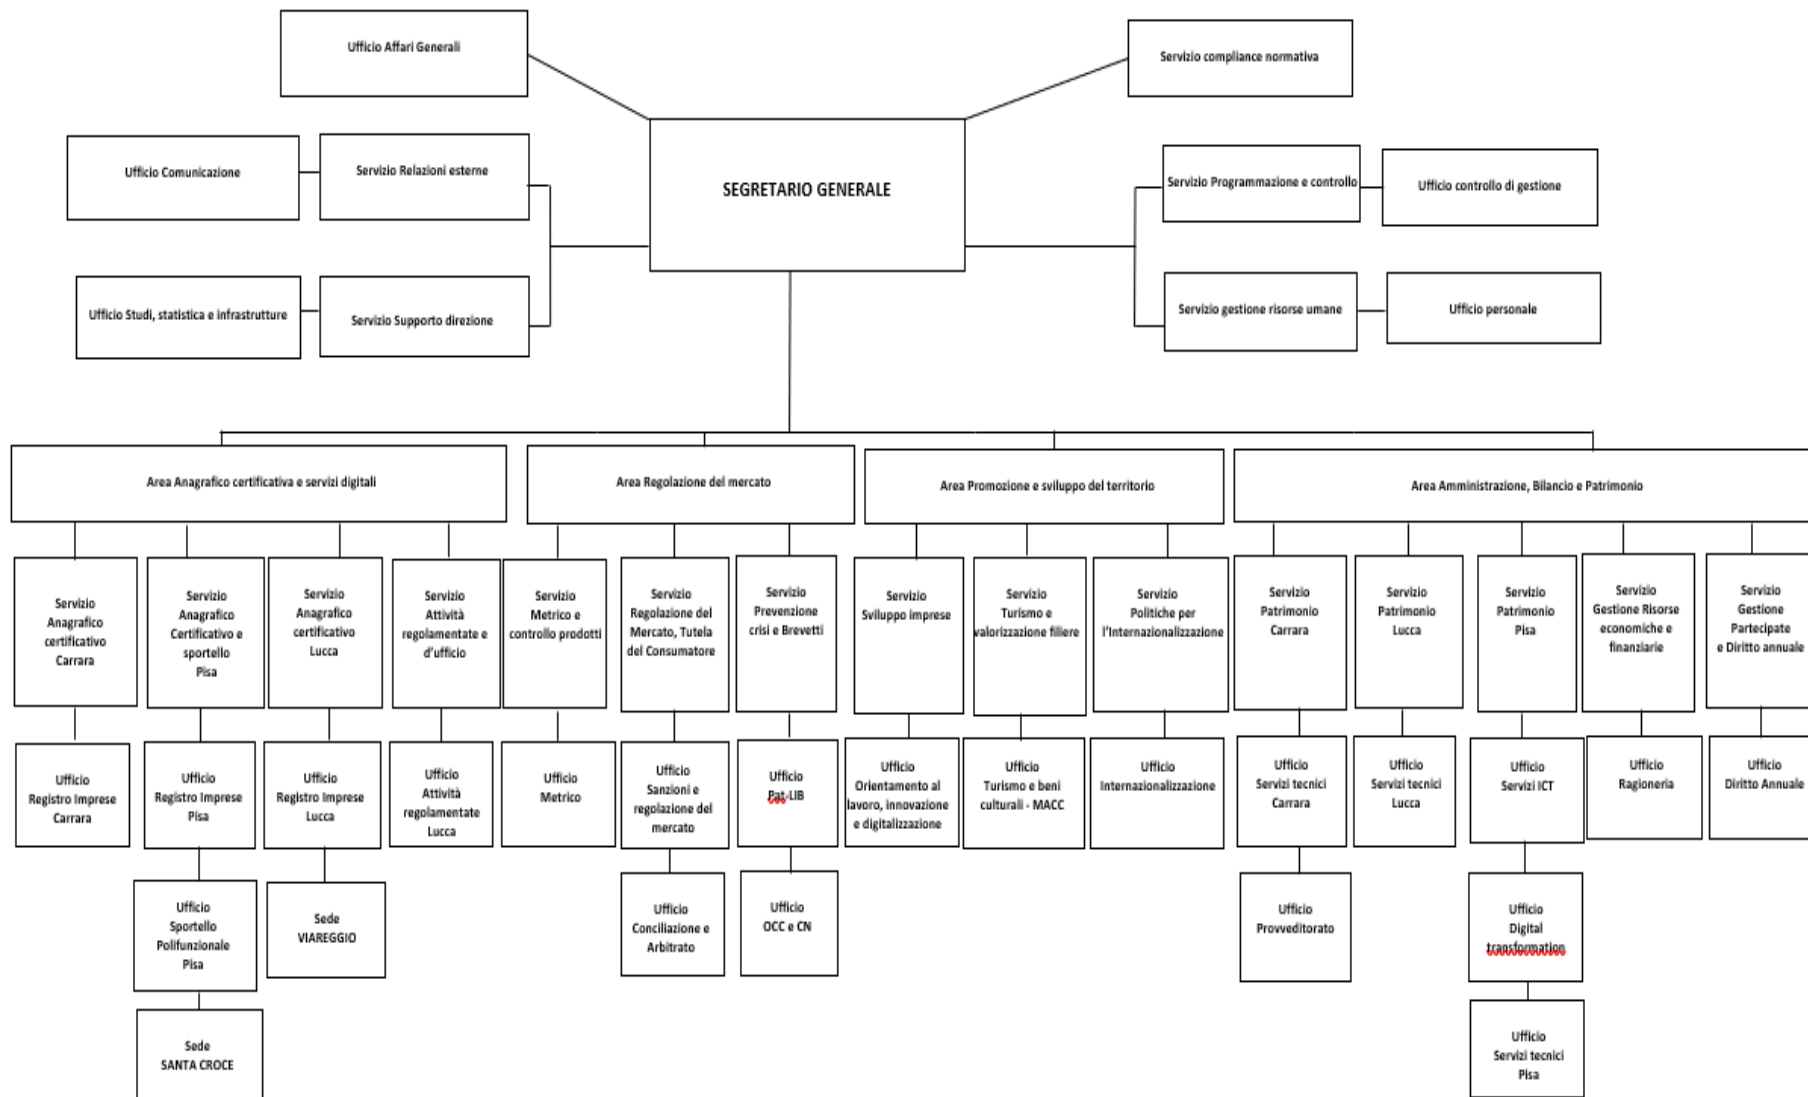 Ufficio Affari Generali
Servizio compliance normativa
SEGRETARIO GENERALE
Ufficio Comunicazione
Servizio Relazioni esterne
Servizio Programmazione e controllo
Ufficio controllo di gestione
Ufficio Studi, statistica e infrastrutture
Servizio Supporto direzione
Servizio gestione risorse umane
Ufficio personale
Area Anagrafico certificativa e servizi digitali
Area Regolazione del mercato
Area Promozione e sviluppo del territorio
Area Amministrazione, Bilancio e Patrimonio
Servizio
Anagrafico
certificativo
Carrara
Servizio
Anagrafico
Certificativo e
sportello
Pisa
Servizio
Anagrafico
certificativo
Lucca
Servizio
Attività
regolamentate e
d'ufficio
Servizio
Metrico e
controllo prodotti
Servizio
Regolazione del
Mercato, Tutela
del Consumatore
Servizio
Prevenzione
crisi e Brevetti
Servizio
Sviluppo imprese
Servizio
Turismo e
valorizzazione filiere
Servizio
Politiche per
l'Internazionalizzazione
Servizio
Patrimonio
Carrara
Servizio
Patrimonio
Lucca
Servizio
Patrimonio
Pisa
Servizio
Gestione Risorse
economiche e
finanziarie
Servizio
Gestione
Partecipate
e Diritto annuale
Ufficio
Registro Imprese
Carrara
Ufficio
Registro Imprese
Pisa
Ufficio
Registro Imprese
Lucca
Ufficio
Attività
regolamentate
Lucca
Ufficio
Metrico
Ufficio
Sanzioni e
regolazione del
mercato
Ufficio
Pat-LIB
Ufficio
Orientamento al
lavoro, innovazione
e digitalizzazione
Ufficio
Turismo e beni
culturali - MACC
Ufficio
Internazionalizzazione
Ufficio
Servizi tecnici
Carrara
Ufficio
Servizi tecnici
Lucca
Ufficio
Servizi ICT
Ufficio
Ragioneria
Ufficio
Diritto Annuale
Ufficio
Sportello
Polifunzionale
Pisa
Sede
VIAREGGIO
Ufficio
Conciliazione e
Arbitrato
Ufficio
OCC e CN
Ufficio
Provveditorato
Ufficio
Digital
transformation
Sede
SANTA CROCE
Ufficio
Servizi tecnici
Pisa